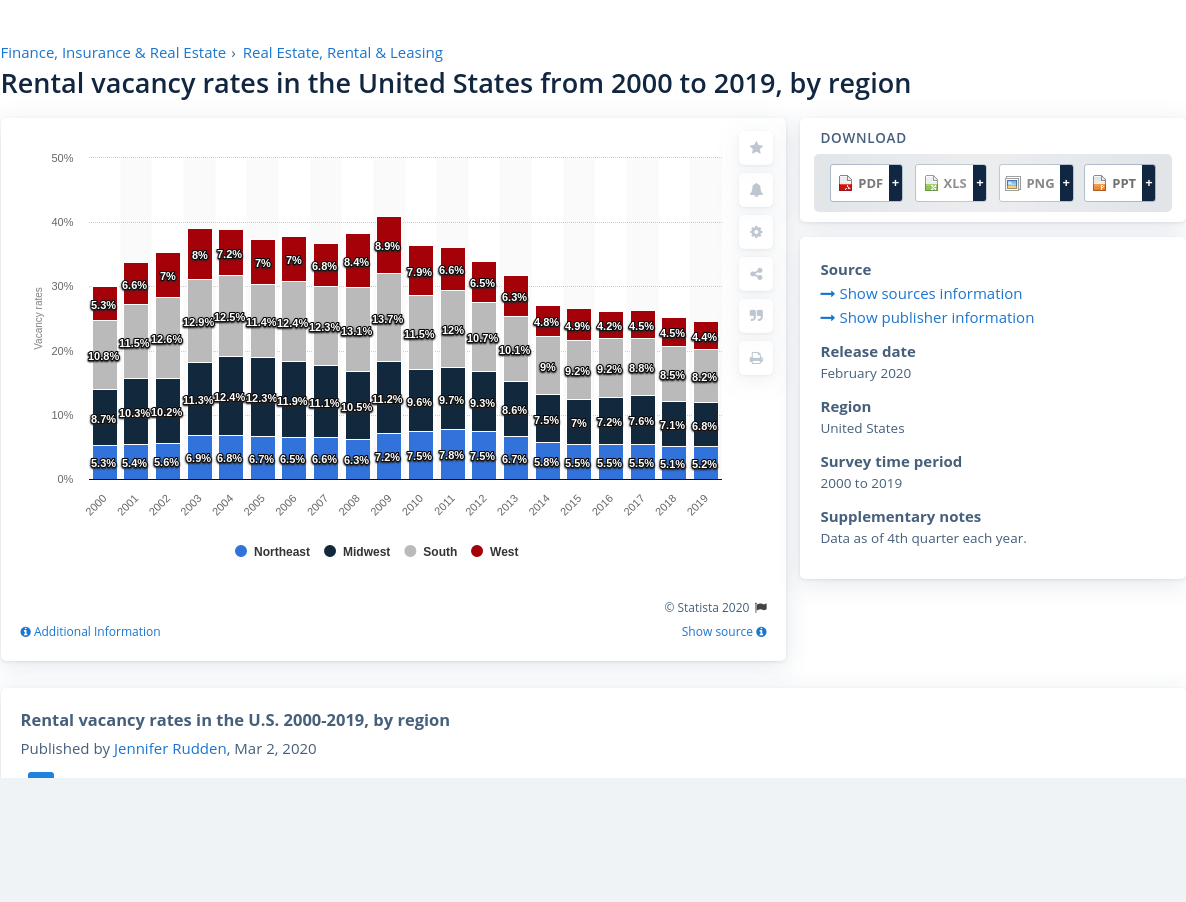 Finance, Insurance & Real Estate › Real Estate, Rental & Leasing
Rental vacancy rates in the United States from 2000 to 2019, by region
Vacancy rates
50%
40%
30%
20%
10%
0%
5.3% 6.6% 7% 8% 7.2% 7% 7% 6.8% 8.4% 8.9% 7.9% 6.6% 6.5% 6.3% 4.8% 4.9% 4.2% 4.5% 4.5% 4.4%
10.8% 11.5% 12.6% 12.9% 12.5% 11.4% 12.4% 12.3% 13.1% 13.7% 11.5% 12% 10.7% 10.1% 9% 9.2% 9.2% 8.8% 8.5% 8.2%
8.7% 10.3% 10.2% 11.3% 12.4% 12.3% 11.9% 11.1% 10.5% 11.2% 9.6% 9.7% 9.3% 8.6% 7.5% 7% 7.2% 7.6% 7.1% 6.8%
5.3% 5.4% 5.6% 6.9% 6.8% 6.7% 6.5% 6.6% 6.3% 7.2% 7.5% 7.8% 7.5% 6.7% 5.8% 5.5% 5.5% 5.5% 5.1% 5.2%
2000 2001 2002 2003 2004 2005 2006 2007 2008 2009 2010 2011 2012 2013 2014 2015 2016 2017 2018 2019
Northeast Midwest South West
© Statista 2020
Additional Information
Show source
DOWNLOAD
PDF + XLS + PNG + PPT +
Source
Show sources information
Show publisher information
Release date
February 2020
Region
United States
Survey time period
2000 to 2019
Supplementary notes
Data as of 4th quarter each year.
Rental vacancy rates in the U.S. 2000-2019, by region
Published by Jennifer Rudden, Mar 2, 2020